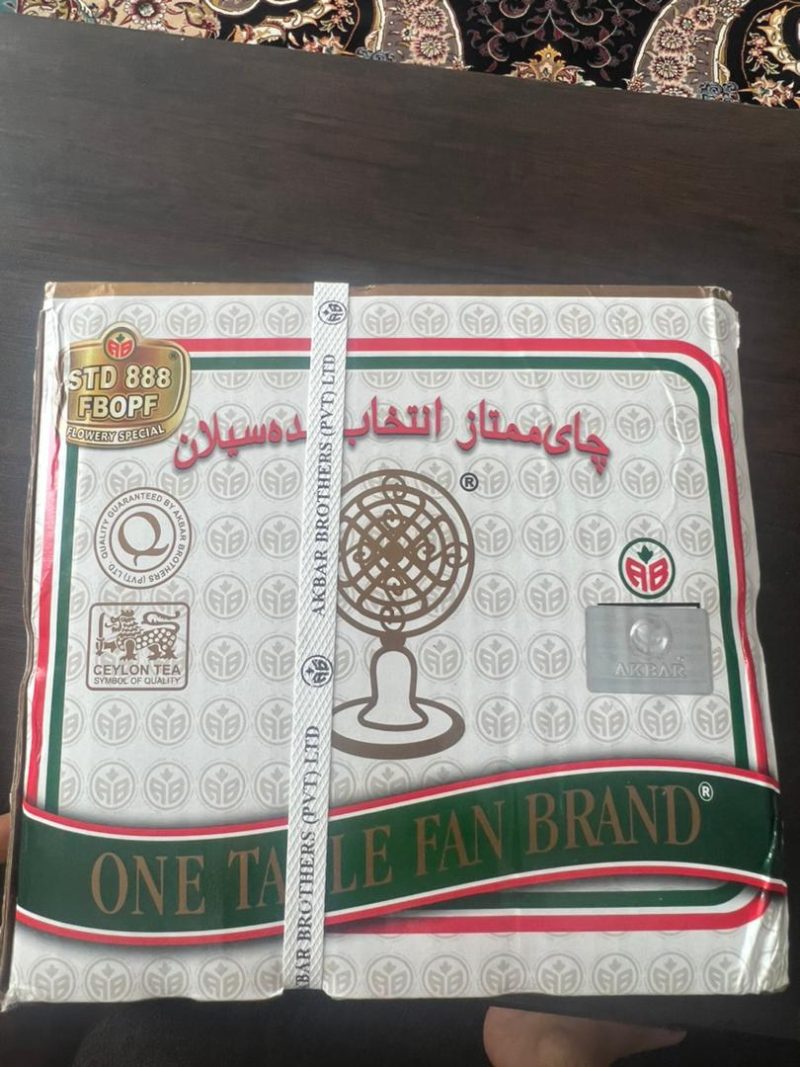 STD 888
FBOPF
FLOWERY SPECIAL
®
چای ممتاز انتخاب شده سیلان
®
QUALITY GUARANTEED BY AKBAR BROTHERS (PVT) LTD.
Q
CEYLON TEA
SYMBOL OF QUALITY
AB
AKBAR
AKBAR BROTHERS (PVT) LTD
AKBAR BROTHERS (PVT) LTD
ONE TABLE FAN BRAND®